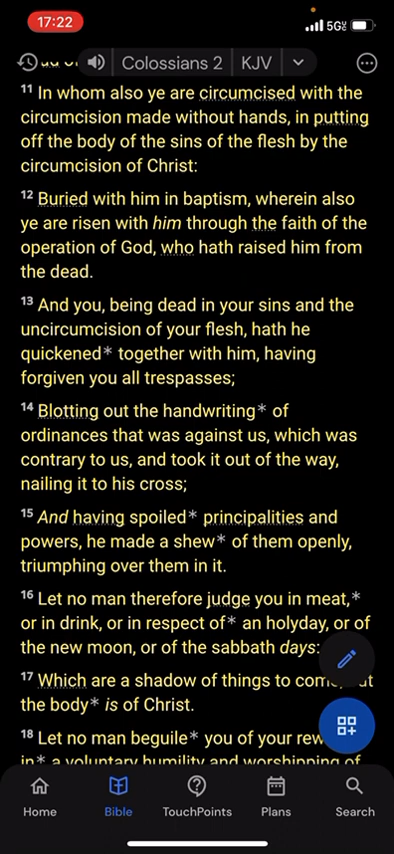 17:22
5G
Colossians 2 KJV
11 In whom also ye are circumcised with the
circumcision made without hands, in putting
off the body of the sins of the flesh by the
circumcision of Christ:
12 Buried with him in baptism, wherein also
ye are risen with him through the faith of the
operation of God, who hath raised him from
the dead.
13 And you, being dead in your sins and the
uncircumcision of your flesh, hath he
quickened* together with him, having
forgiven you all trespasses;
14 Blotting out the handwriting* of
ordinances that was against us, which was
contrary to us, and took it out of the way,
nailing it to his cross;
15 And having spoiled* principalities and
powers, he made a shew* of them openly,
triumphing over them in it.
16 Let no man therefore judge you in meat,*
or in drink, or in respect of* an holyday, or of
the new moon, or of the sabbath days:
17 Which are a shadow of things to
the body* is of Christ.
18 Let no man beguile* you of your
in* a voluntary humility and worshipping of
Home Bible TouchPoints Plans Search